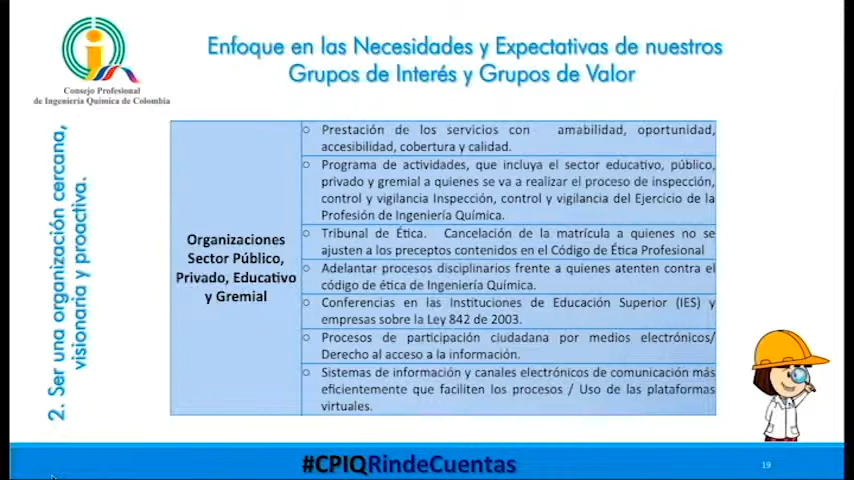 Consejo Profesional
de Ingeniería Química de Colombia
Enfoque en las Necesidades y Expectativas de nuestros
Grupos de Interés y Grupos de Valor
2. Ser una organización cercana,
visionaria y proactiva.
Organizaciones
Sector Público,
Privado, Educativo
y Gremial
○ Prestación de los servicios con amabilidad, oportunidad,
accesibilidad, cobertura y calidad.
○ Programa de actividades, que incluya el sector educativo, público,
privado y gremial a quienes se va a realizar el proceso de inspección,
control y vigilancia Inspección, control y vigilancia del Ejercicio de la
Profesión de Ingeniería Química.
○ Tribunal de Ética. Cancelación de la matrícula a quienes no se
ajusten a los preceptos contenidos en el Código de Ética Profesional
○ Adelantar procesos disciplinarios frente a quienes atenten contra el
código de ética de Ingeniería Química.
○ Conferencias en las Instituciones de Educación Superior (IES) y
empresas sobre la Ley 842 de 2003.
○ Procesos de participación ciudadana por medios electrónicos/
Derecho al acceso a la información.
○ Sistemas de información y canales electrónicos de comunicación más
eficientemente que faciliten los procesos / Uso de las plataformas
virtuales.
#CPIQRindeCuentas
19